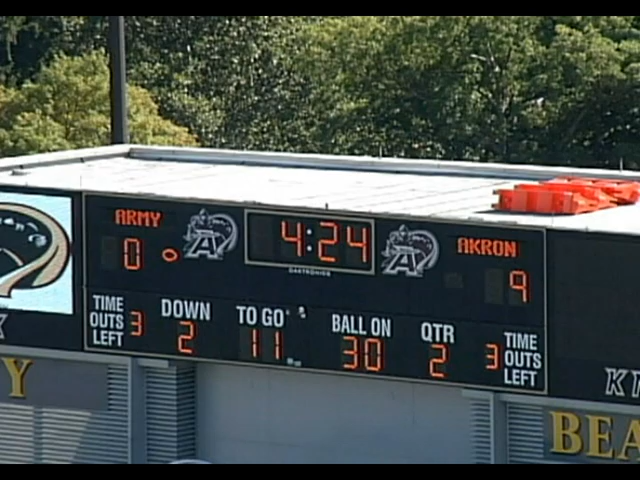 ARMY 4:24 AKRON
0 9
DAKTRONICS
TIME OUTS LEFT 3
DOWN 2
TO GO 11
BALL ON 30
QTR 2
3 TIME OUTS LEFT
Y
BEA